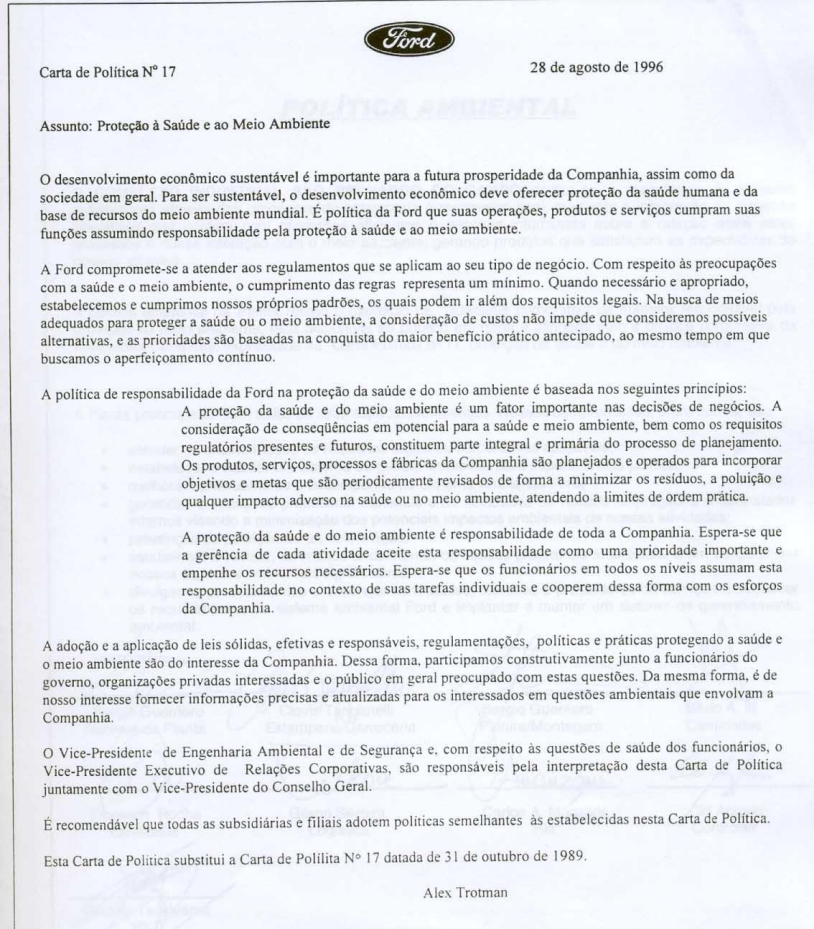 Ford
Carta de Política Nº 17
28 de agosto de 1996
POLÍTICA AMBIENTAL
Assunto: Proteção à Saúde e ao Meio Ambiente
O desenvolvimento econômico sustentável é importante para a futura prosperidade da Companhia, assim como da
sociedade em geral. Para ser sustentável, o desenvolvimento econômico deve oferecer proteção da saúde humana e da
base de recursos do meio ambiente mundial. É política da Ford que suas operações, produtos e serviços cumpram suas
funções assumindo responsabilidade pela proteção à saúde e ao meio ambiente.
A Ford compromete-se a atender aos regulamentos que se aplicam ao seu tipo de negócio. Com respeito às preocupações
com a saúde e o meio ambiente, o cumprimento das regras representa um mínimo. Quando necessário e apropriado,
estabelecemos e cumprimos nossos próprios padrões, os quais podem ir além dos requisitos legais. Na busca de meios
adequados para proteger a saúde ou o meio ambiente, a consideração de custos não impede que consideremos possíveis
alternativas, e as prioridades são baseadas na conquista do maior benefício prático antecipado, ao mesmo tempo em que
buscamos o aperfeiçoamento contínuo.
A política de responsabilidade da Ford na proteção da saúde e do meio ambiente é baseada nos seguintes princípios:
A proteção da saúde e do meio ambiente é um fator importante nas decisões de negócios. A
consideração de conseqüências em potencial para a saúde e meio ambiente, bem como os requisitos
regulatórios presentes e futuros, constituem parte integral e primária do processo de planejamento.
Os produtos, serviços, processos e fábricas da Companhia são planejados e operados para incorporar
objetivos e metas que são periodicamente revisados de forma a minimizar os resíduos, a poluição e
qualquer impacto adverso na saúde ou no meio ambiente, atendendo a limites de ordem prática.
A proteção da saúde e do meio ambiente é responsabilidade de toda a Companhia. Espera-se que
a gerência de cada atividade aceite esta responsabilidade como uma prioridade importante e
empenhe os recursos necessários. Espera-se que os funcionários em todos os níveis assumam esta
responsabilidade no contexto de suas tarefas individuais e cooperem dessa forma com os esforços
da Companhia.
A adoção e a aplicação de leis sólidas, efetivas e responsáveis, regulamentações, políticas e práticas protegendo a saúde e
o meio ambiente são do interesse da Companhia. Dessa forma, participamos construtivamente junto a funcionários do
governo, organizações privadas interessadas e o público em geral preocupado com estas questões. Da mesma forma, é de
nosso interesse fornecer informações precisas e atualizadas para os interessados em questões ambientais que envolvam a
Companhia.
O Vice-Presidente de Engenharia Ambiental e de Segurança e, com respeito às questões de saúde dos funcionários, o
Vice-Presidente Executivo de Relações Corporativas, são responsáveis pela interpretação desta Carta de Política
juntamente com o Vice-Presidente do Conselho Geral.
É recomendável que todas as subsidiárias e filiais adotem políticas semelhantes às estabelecidas nesta Carta de Política.
Esta Carta de Política substitui a Carta de Polílita Nº 17 datada de 31 de outubro de 1989.
Alex Trotman